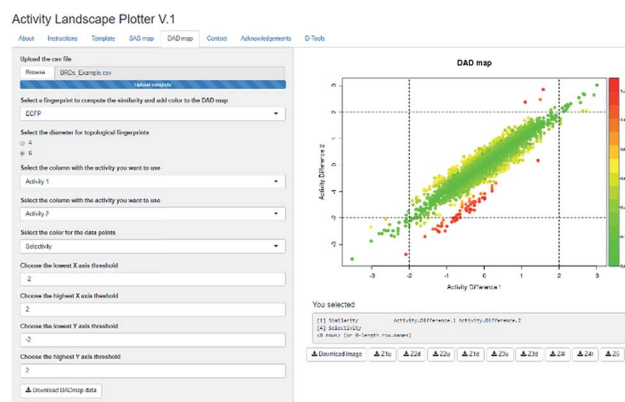 Activity Landscape Plotter V.1
About Instructions Template SAS map DAD map Contact Acknowledgements D-Tools
Upload the csv file
Browse BRDs_Example.csv
Upload complete
Select a fingerprint to compute the similarity and add color to the DAD map
ECFP
Select the diameter for topological fingerprints
4
6
Select the column with the activity you want to use
Activity 1
Select the column with the activity you want to use
Activity 2
Select the color for the data points
Selectivity
Choose the lowest X axis threshold
-2
Choose the highest X axis threshold
2
Choose the lowest Y axis threshold
-2
Choose the highest Y axis threshold
2
Download DADmap data
DAD map
Activity Difference 2
-3 -2 -1 0 1 2 3
Activity Difference 1
You selected
[1] Similarity Activity.Difference.1 Activity.Difference.2
[4] Selectivity
<0 rows> (or 0-length row.names)
Download image Z1u Z2d Z2u Z1d Z3u Z3d Z4l Z4r Z5